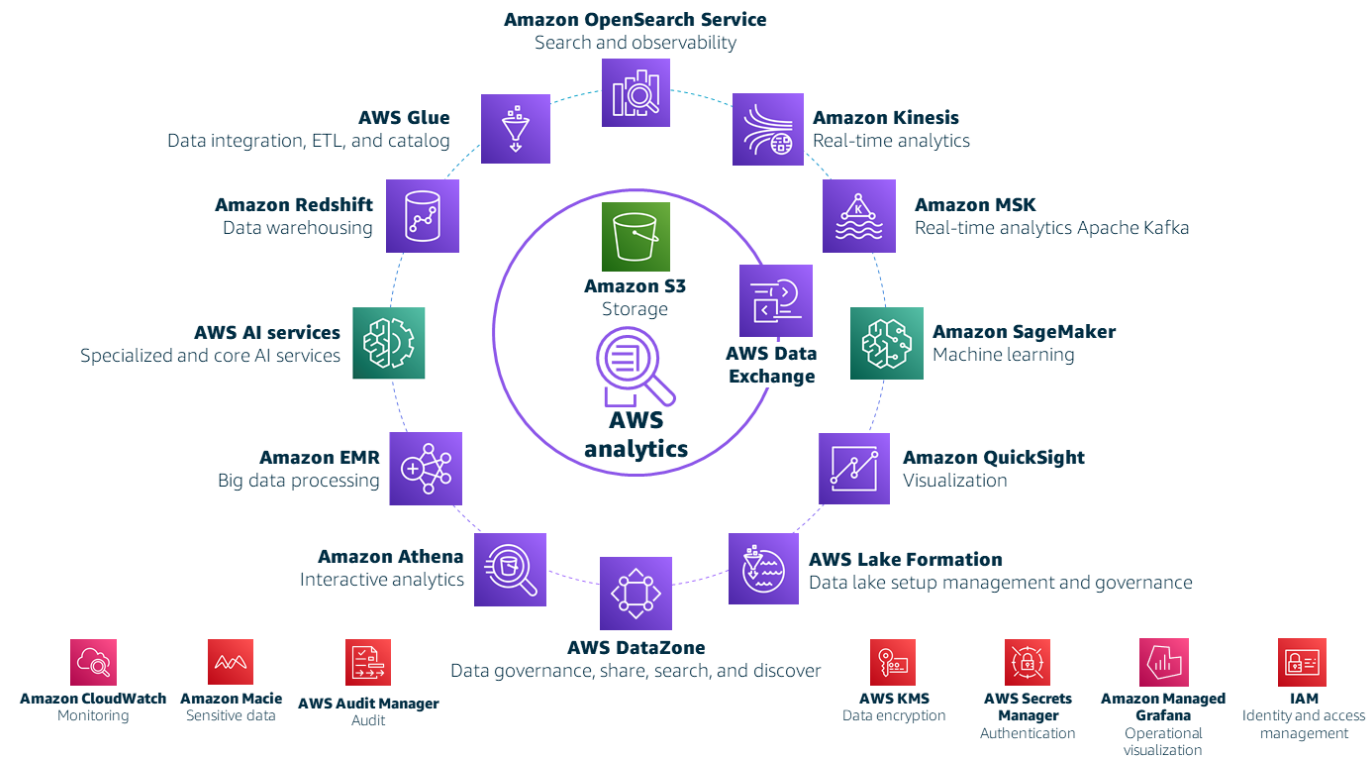 Amazon OpenSearch Service
Search and observability
AWS Glue
Data integration, ETL, and catalog
Amazon Kinesis
Real-time analytics
Amazon Redshift
Data warehousing
K
Amazon MSK
Real-time analytics Apache Kafka
Amazon S3
Storage
AWS Data
Exchange
AWS AI services
Specialized and core AI services
Amazon SageMaker
Machine learning
AWS
analytics
Amazon EMR
Big data processing
Amazon QuickSight
Visualization
Amazon Athena
Interactive analytics
AWS Lake Formation
Data lake setup management and governance
AWS DataZone
Data governance, share, search, and discover
Amazon CloudWatch
Monitoring
Amazon Macie
Sensitive data
AWS Audit Manager
Audit
AWS KMS
Data encryption
AWS Secrets
Manager
Authentication
Amazon Managed
Grafana
Operational
visualization
IAM
Identity and access
management